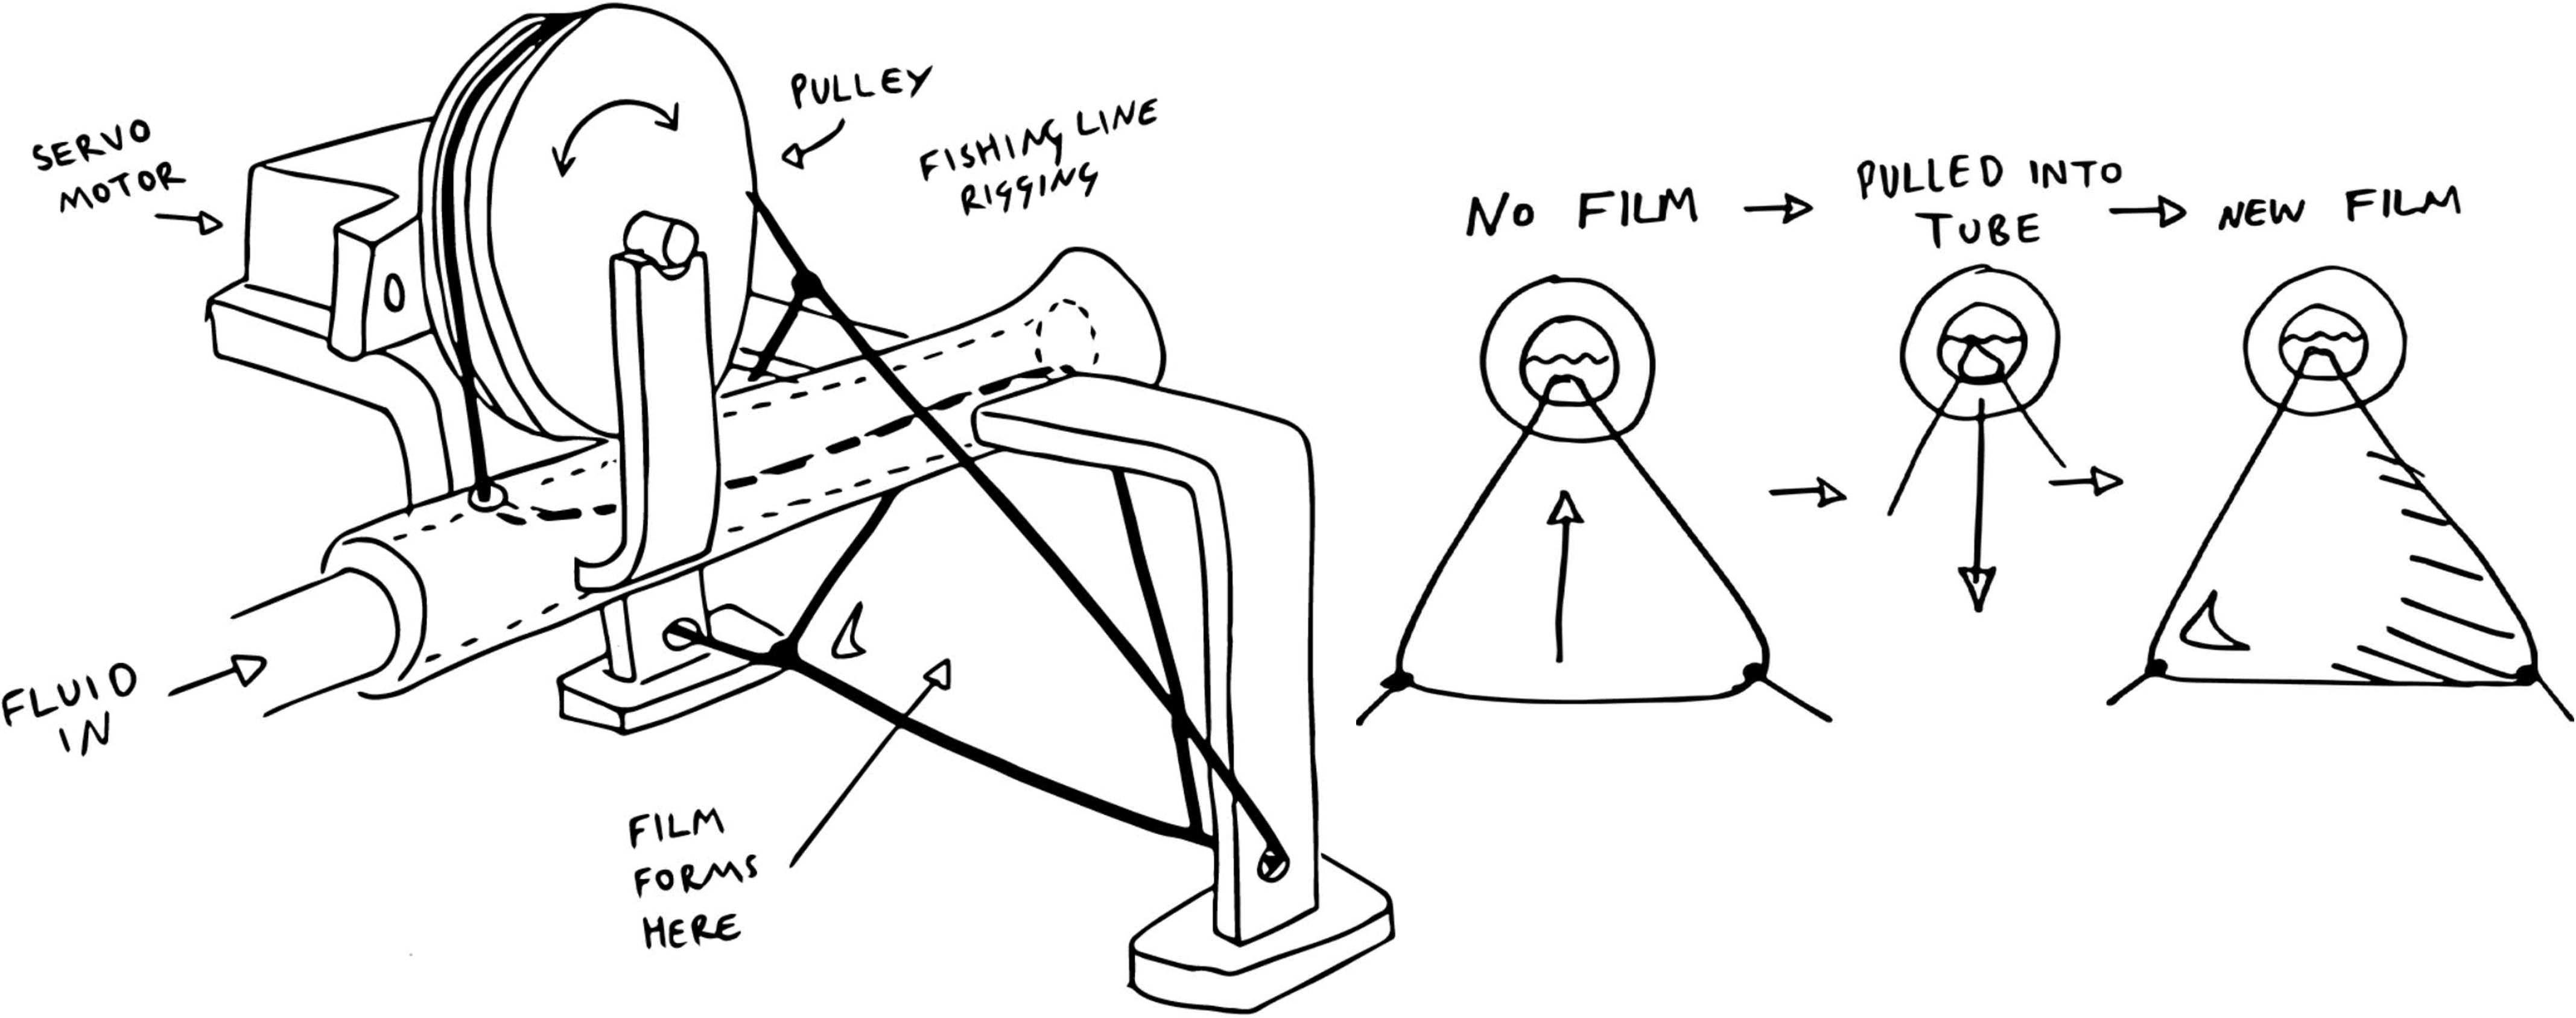 SERVO
MOTOR
PULLEY
FISHING LINE
RIGGING
FLUID
IN
FILM
FORMS
HERE
NO FILM
PULLED INTO
TUBE
NEW FILM